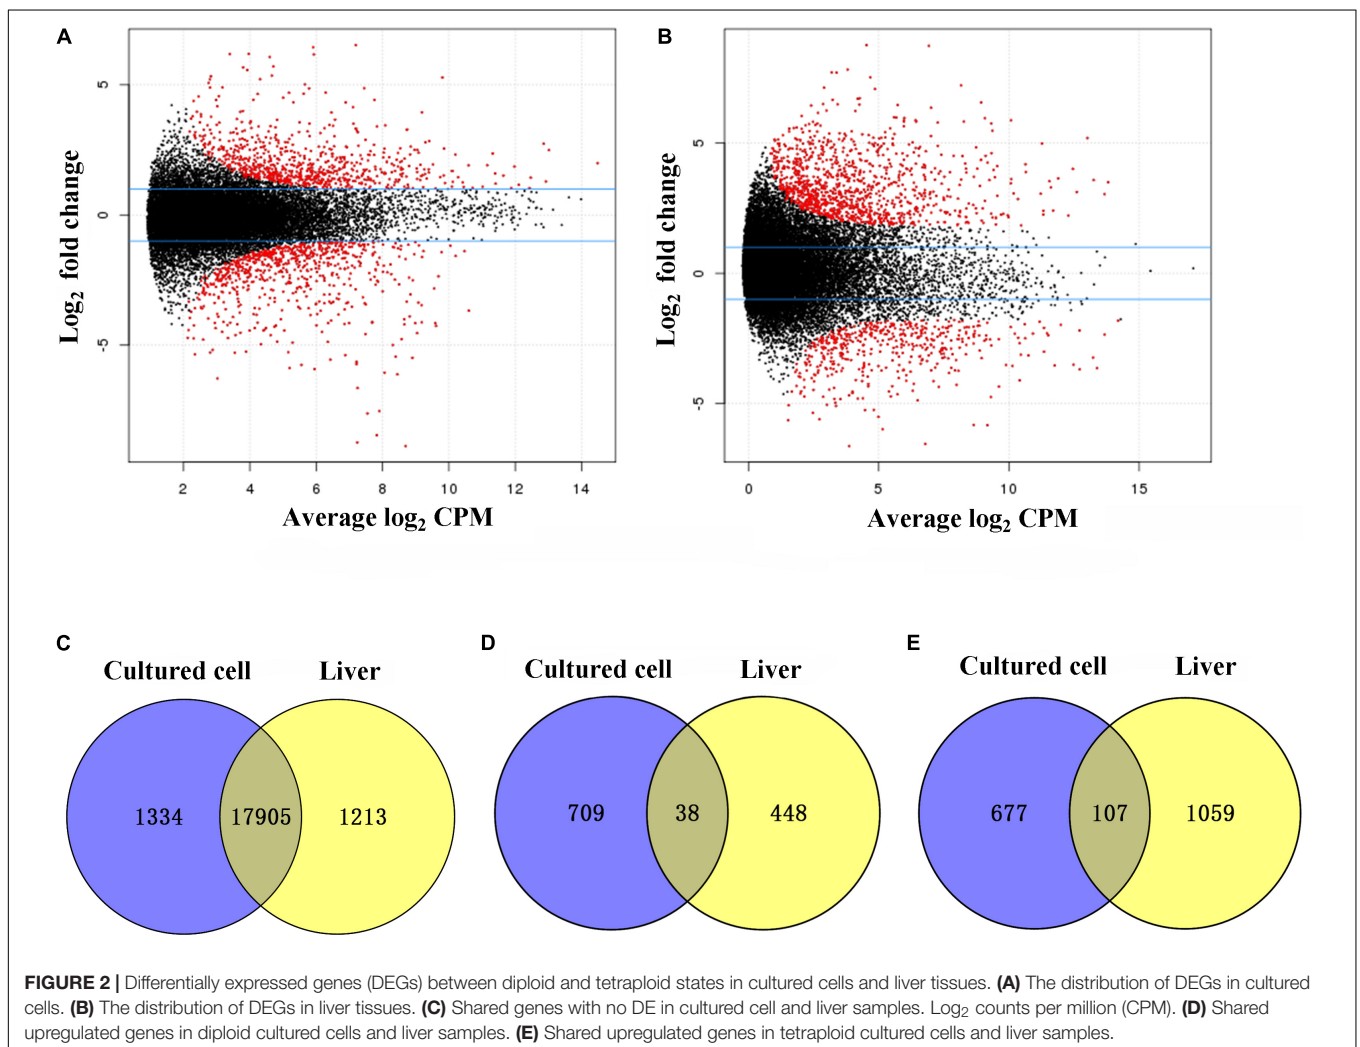 A
B
5
0
-5
Log2 fold change
2 4 6 8 10 12 14
Average log2 CPM
5
0
-5
Log2 fold change
0 5 10 15
Average log2 CPM
C
Cultured cell Liver
1334 17905 1213
D
Cultured cell Liver
709 38 448
E
Cultured cell Liver
677 107 1059
FIGURE 2 | Differentially expressed genes (DEGs) between diploid and tetraploid states in cultured cells and liver tissues. (A) The distribution of DEGs in cultured
cells. (B) The distribution of DEGs in liver tissues. (C) Shared genes with no DE in cultured cell and liver samples. Log2 counts per million (CPM). (D) Shared
upregulated genes in diploid cultured cells and liver samples. (E) Shared upregulated genes in tetraploid cultured cells and liver samples.